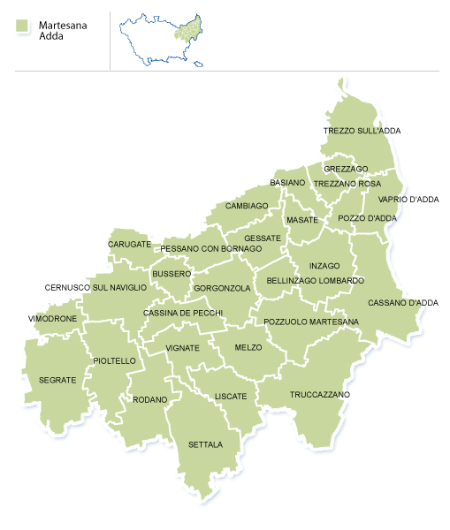 Martesana
Adda
TREZZO SULL'ADDA
GREZZAGO
BASIANO
TREZZANO ROSA
VAPRIO D'ADDA
CAMBIAGO
MASATE
POZZO D'ADDA
GESSATE
CARUGATE
PESSANO CON BORNAGO
INZAGO
BUSSERO
BELLINZAGO LOMBARDO
CERNUSCO SUL NAVIGLIO
GORGONZOLA
CASSANO D'ADDA
CASSINA DE PECCHI
VIMODRONE
POZZUOLO MARTESANA
VIGNATE
MELZO
PIOLTELLO
SEGRATE
TRUCCAZZANO
LISCATE
RODANO
SETTALA